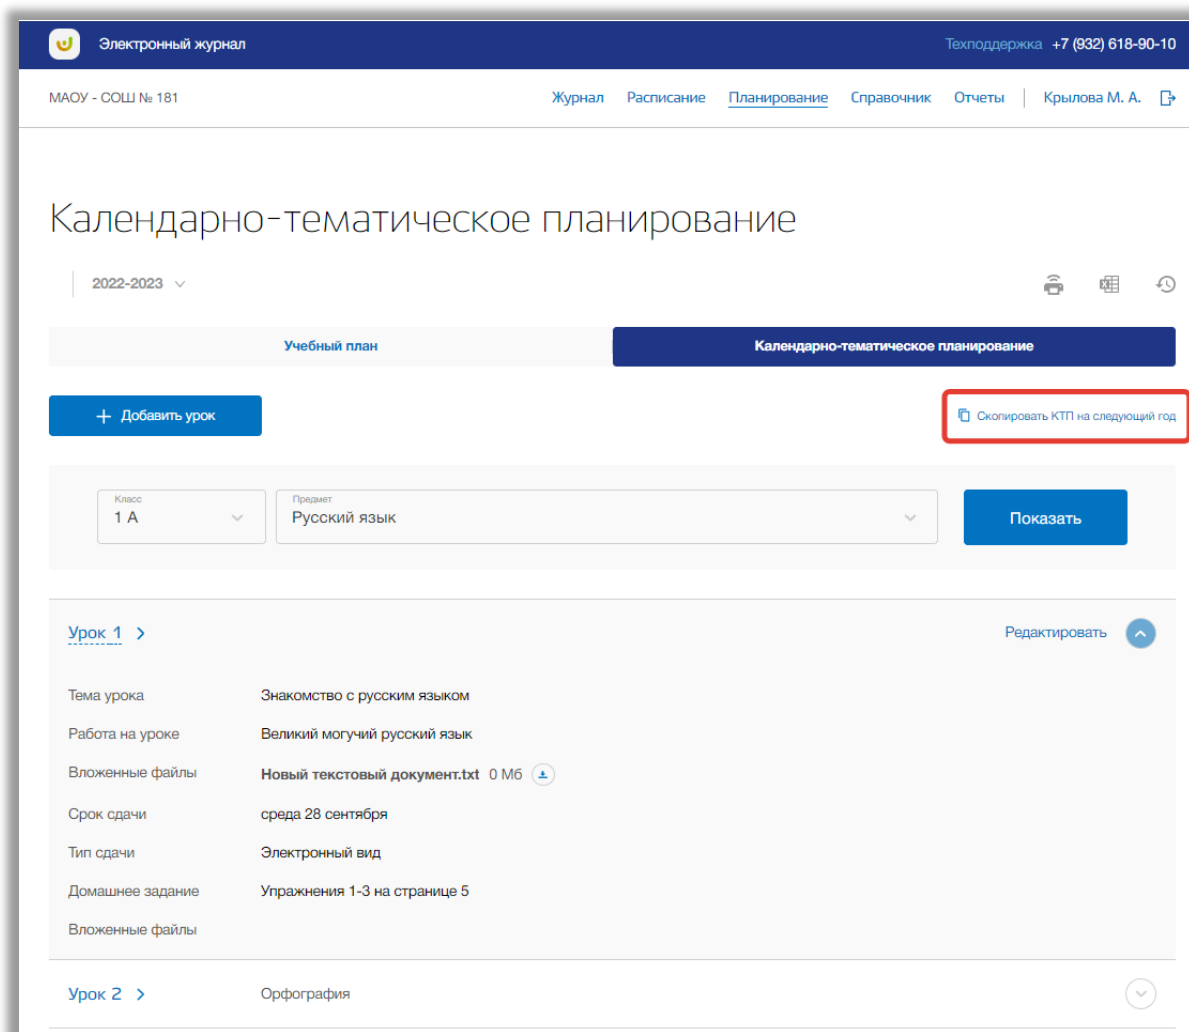 Электронный журнал Техподдержка +7 (932) 618-90-10
МАОУ - СОШ № 181 Журнал Расписание Планирование Справочник Отчеты Крылова М. А.
Календарно-тематическое планирование
2022-2023
Учебный план Календарно-тематическое планирование
+ Добавить урок Скопировать КТП на следующий год
Класс Предмет
1 А Русский язык Показать
Урок 1 > Редактировать
Тема урока Знакомство с русским языком
Работа на уроке Великий могучий русский язык
Вложенные файлы Новый текстовый документ.txt 0 Мб
Срок сдачи среда 28 сентября
Тип сдачи Электронный вид
Домашнее задание Упражнения 1-3 на странице 5
Вложенные файлы
Урок 2 > Орфография